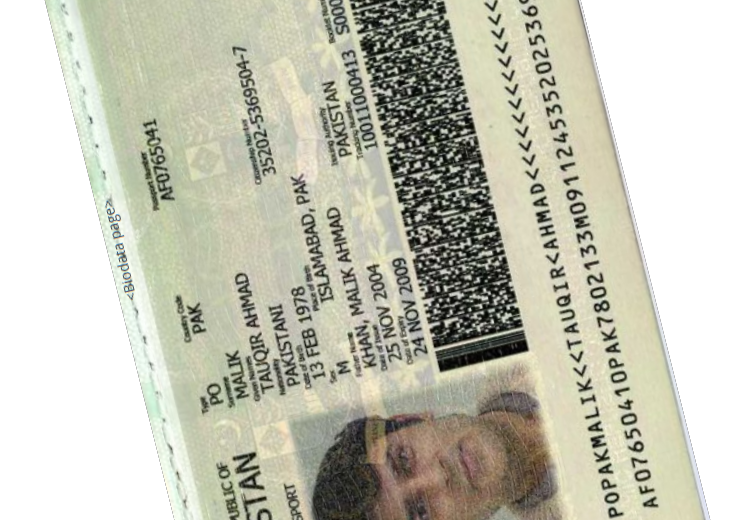 <Biodata page>
UBLIC OF
STAN
SPORT
Type
PO
Country Code
PAK
Passport Number
AF0765041
Surname
MALIK
Given Names
TAUQIR AHMAD
Nationality
PAKISTANI
Citizenship Number
35202-5369504-7
Date of Birth
13 FEB 1978
Place of Birth
ISLAMABAD, PAK
Sex
M
Father Name
KHAN, MALIK AHMAD
Date of Issue
25 NOV 2004
Issuing Authority
PAKISTAN
Date of Expiry
24 NOV 2009
Tracking Number
10011000413
Booklet Number
S000
POPAKMALIK<<TAUQIR<AHMAD<<<<<<<<<<<<
AF07650410PAK7802133M0911245352025369